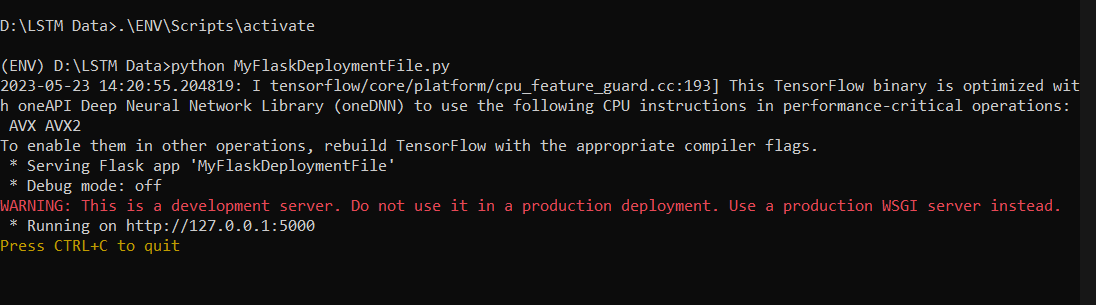 D:\LSTM Data>.\ENV\Scripts\activate
(ENV) D:\LSTM Data>python MyFlaskDeploymentFile.py
2023-05-23 14:20:55.204819: I tensorflow/core/platform/cpu_feature_guard.cc:193] This TensorFlow binary is optimized wit
h oneAPI Deep Neural Network Library (oneDNN) to use the following CPU instructions in performance-critical operations:
 AVX AVX2
To enable them in other operations, rebuild TensorFlow with the appropriate compiler flags.
 * Serving Flask app 'MyFlaskDeploymentFile'
 * Debug mode: off
WARNING: This is a development server. Do not use it in a production deployment. Use a production WSGI server instead.
 * Running on http://127.0.0.1:5000
Press CTRL+C to quit